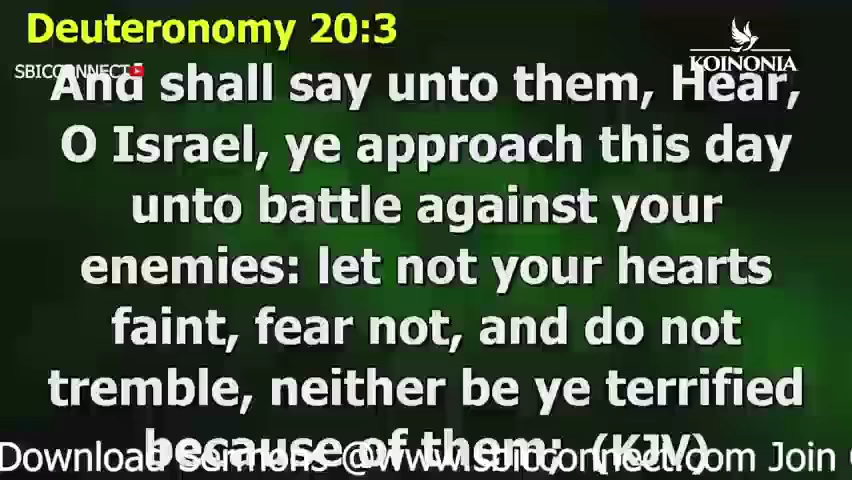 Deuteronomy 20:3
SBICCONNECT
KOINONIA
And shall say unto them, Hear,
O Israel, ye approach this day
unto battle against your
enemies: let not your hearts
faint, fear not, and do not
tremble, neither be ye terrified
because of them; (KJV)
Download Sermons @www.sbicconnect.com Join